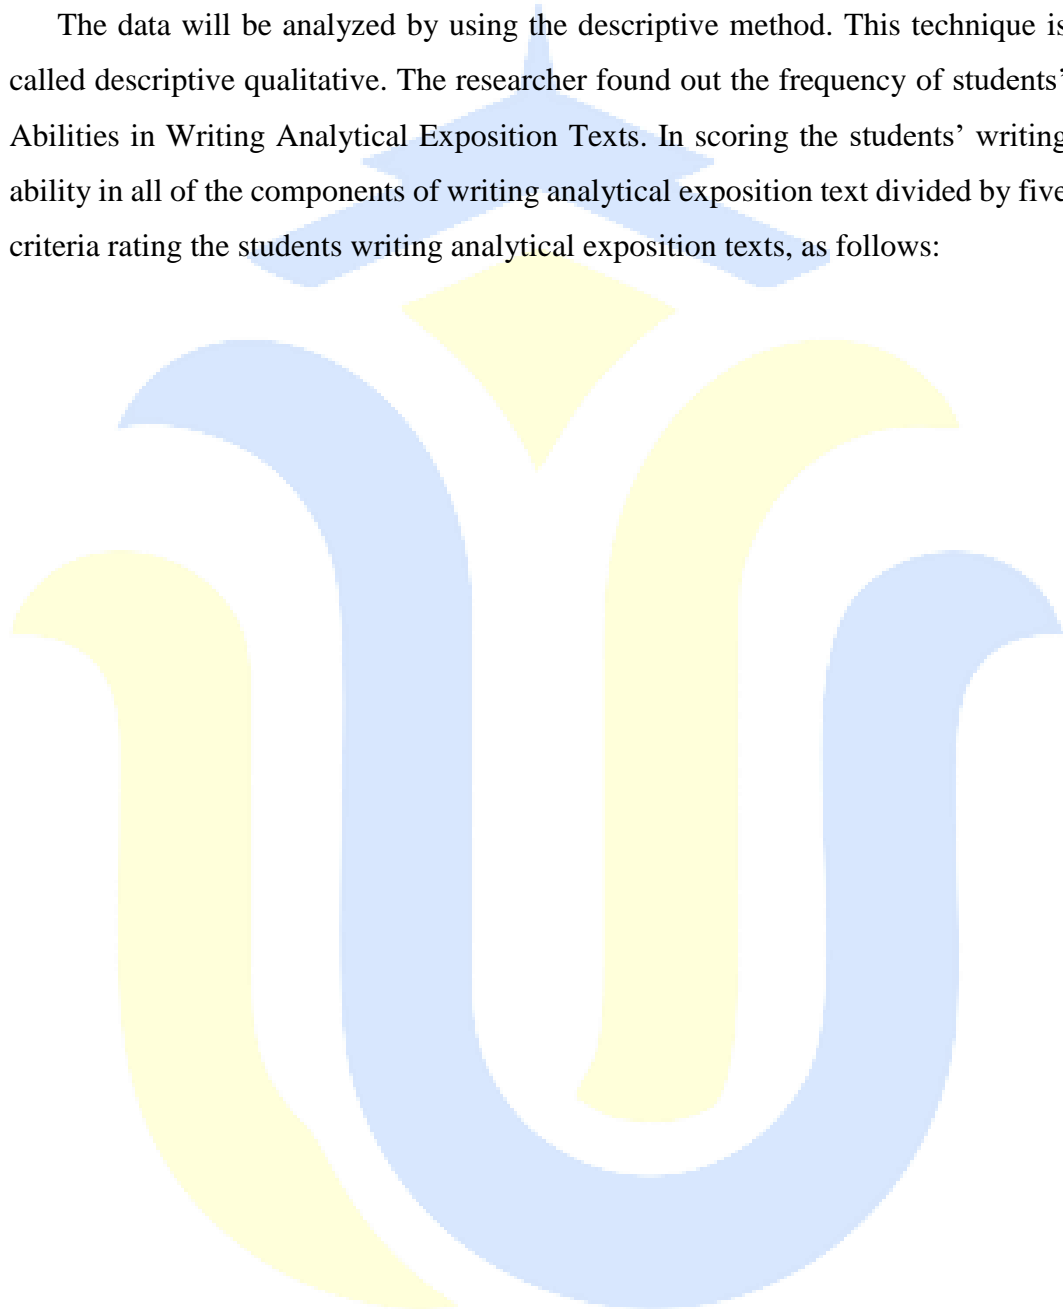 The data will be analyzed by using the descriptive method. This technique is
called descriptive qualitative. The researcher found out the frequency of students’
Abilities in Writing Analytical Exposition Texts. In scoring the students’ writing
ability in all of the components of writing analytical exposition text divided by five
criteria rating the students writing analytical exposition texts, as follows: